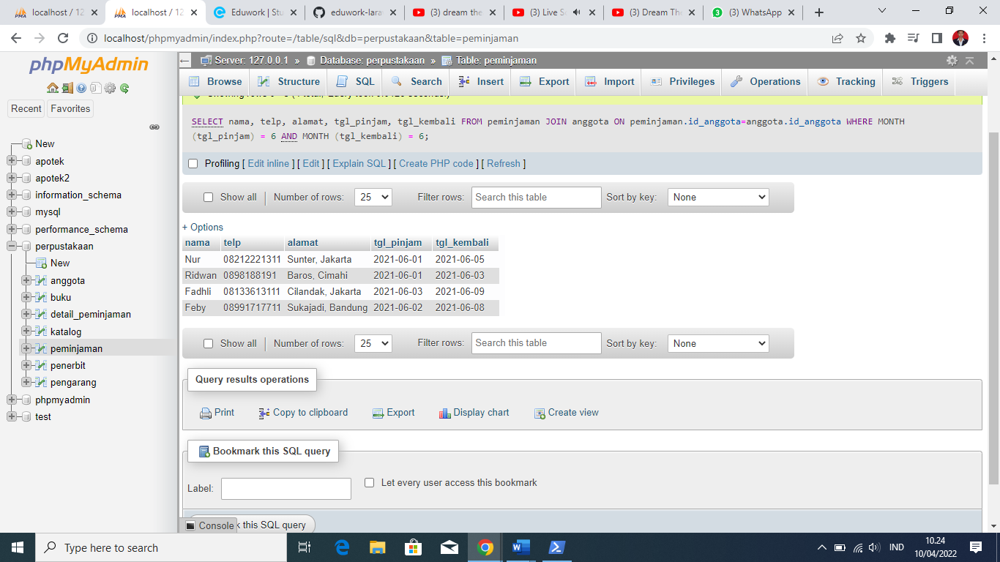 localhost / 12
localhost / 12
Eduwork | Stu
eduwork-lara
(3) dream the
(3) Live S
(3) Dream The
(3) WhatsApp
localhost/phpmyadmin/index.php?route=/table/sql&db=perpustakaan&table=peminjaman
phpMyAdmin
Recent
Favorites
New
apotek
apotek2
information_schema
mysql
performance_schema
perpustakaan
New
anggota
buku
detail_peminjaman
katalog
peminjaman
penerbit
pengarang
phpmyadmin
test
Server: 127.0.0.1 » Database: perpustakaan » Table: peminjaman
Browse Structure SQL Search Insert Export Import Privileges Operations Tracking Triggers
SELECT nama, telp, alamat, tgl_pinjam, tgl_kembali FROM peminjaman JOIN anggota ON peminjaman.id_anggota=anggota.id_anggota WHERE MONTH
(tgl_pinjam) = 6 AND MONTH (tgl_kembali) = 6;
Profiling [ Edit inline ] [ Edit ] [ Explain SQL ] [ Create PHP code ] [ Refresh ]
Show all | Number of rows: 25 Filter rows: Search this table Sort by key: None
+ Options
nama telp alamat tgl_pinjam tgl_kembali
Nur 08212221311 Sunter, Jakarta 2021-06-01 2021-06-05
Ridwan 0898188191 Baros, Cimahi 2021-06-01 2021-06-03
Fadhli 08133613111 Cilandak, Jakarta 2021-06-03 2021-06-09
Feby 08991717711 Sukajadi, Bandung 2021-06-02 2021-06-08
Show all | Number of rows: 25 Filter rows: Search this table Sort by key: None
Query results operations
Print Copy to clipboard Export Display chart Create view
Bookmark this SQL query
Label: Let every user access this bookmark
Console
this SQL query
Type here to search
IND
10.24
10/04/2022